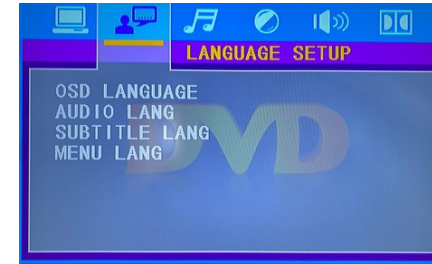 LANGUAGE SETUP
OSD LANGUAGE
AUDIO LANG
SUBTITLE LANG
MENU LANG
DVD